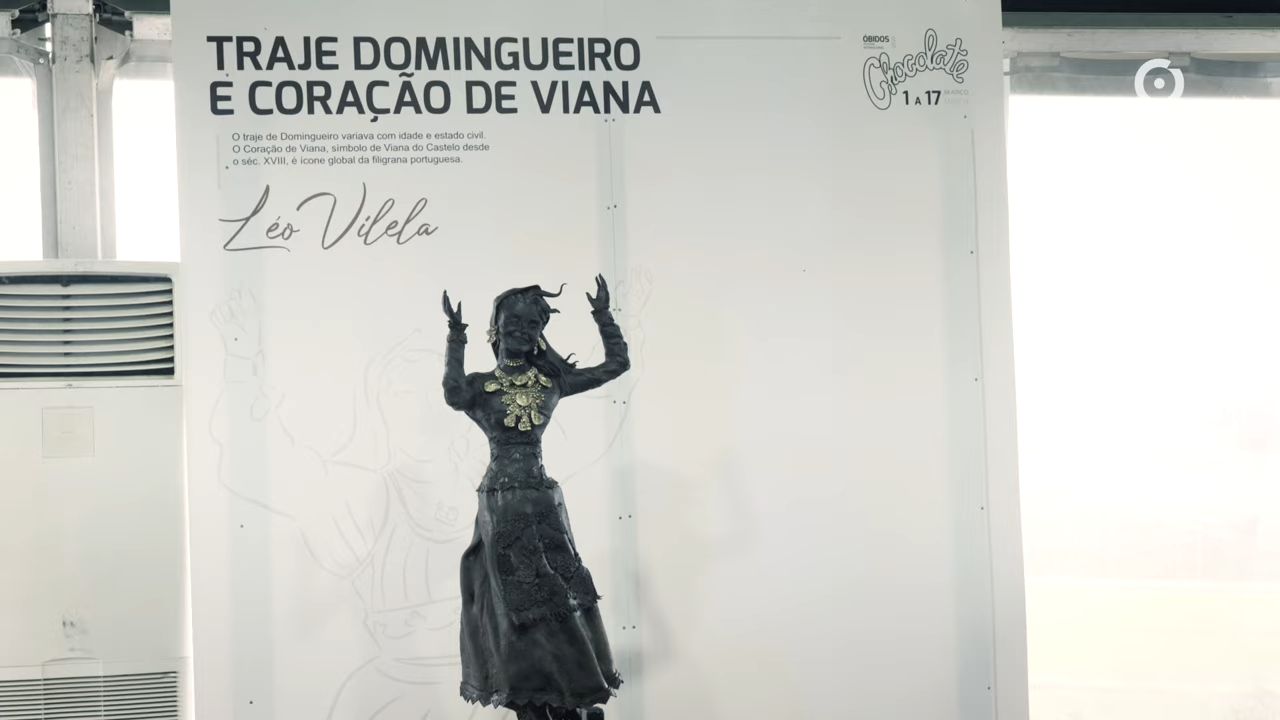 TRAJE DOMINGUEIRO
E CORAÇÃO DE VIANA
O traje de Domingueiro variava com idade e estado civil.
O Coração de Viana, símbolo de Viana do Castelo desde
o séc. XVIII, é ícone global da filigrana portuguesa.
Léo Vilela
ÓBIDOS
Chocolate
1 A 17 MARÇO